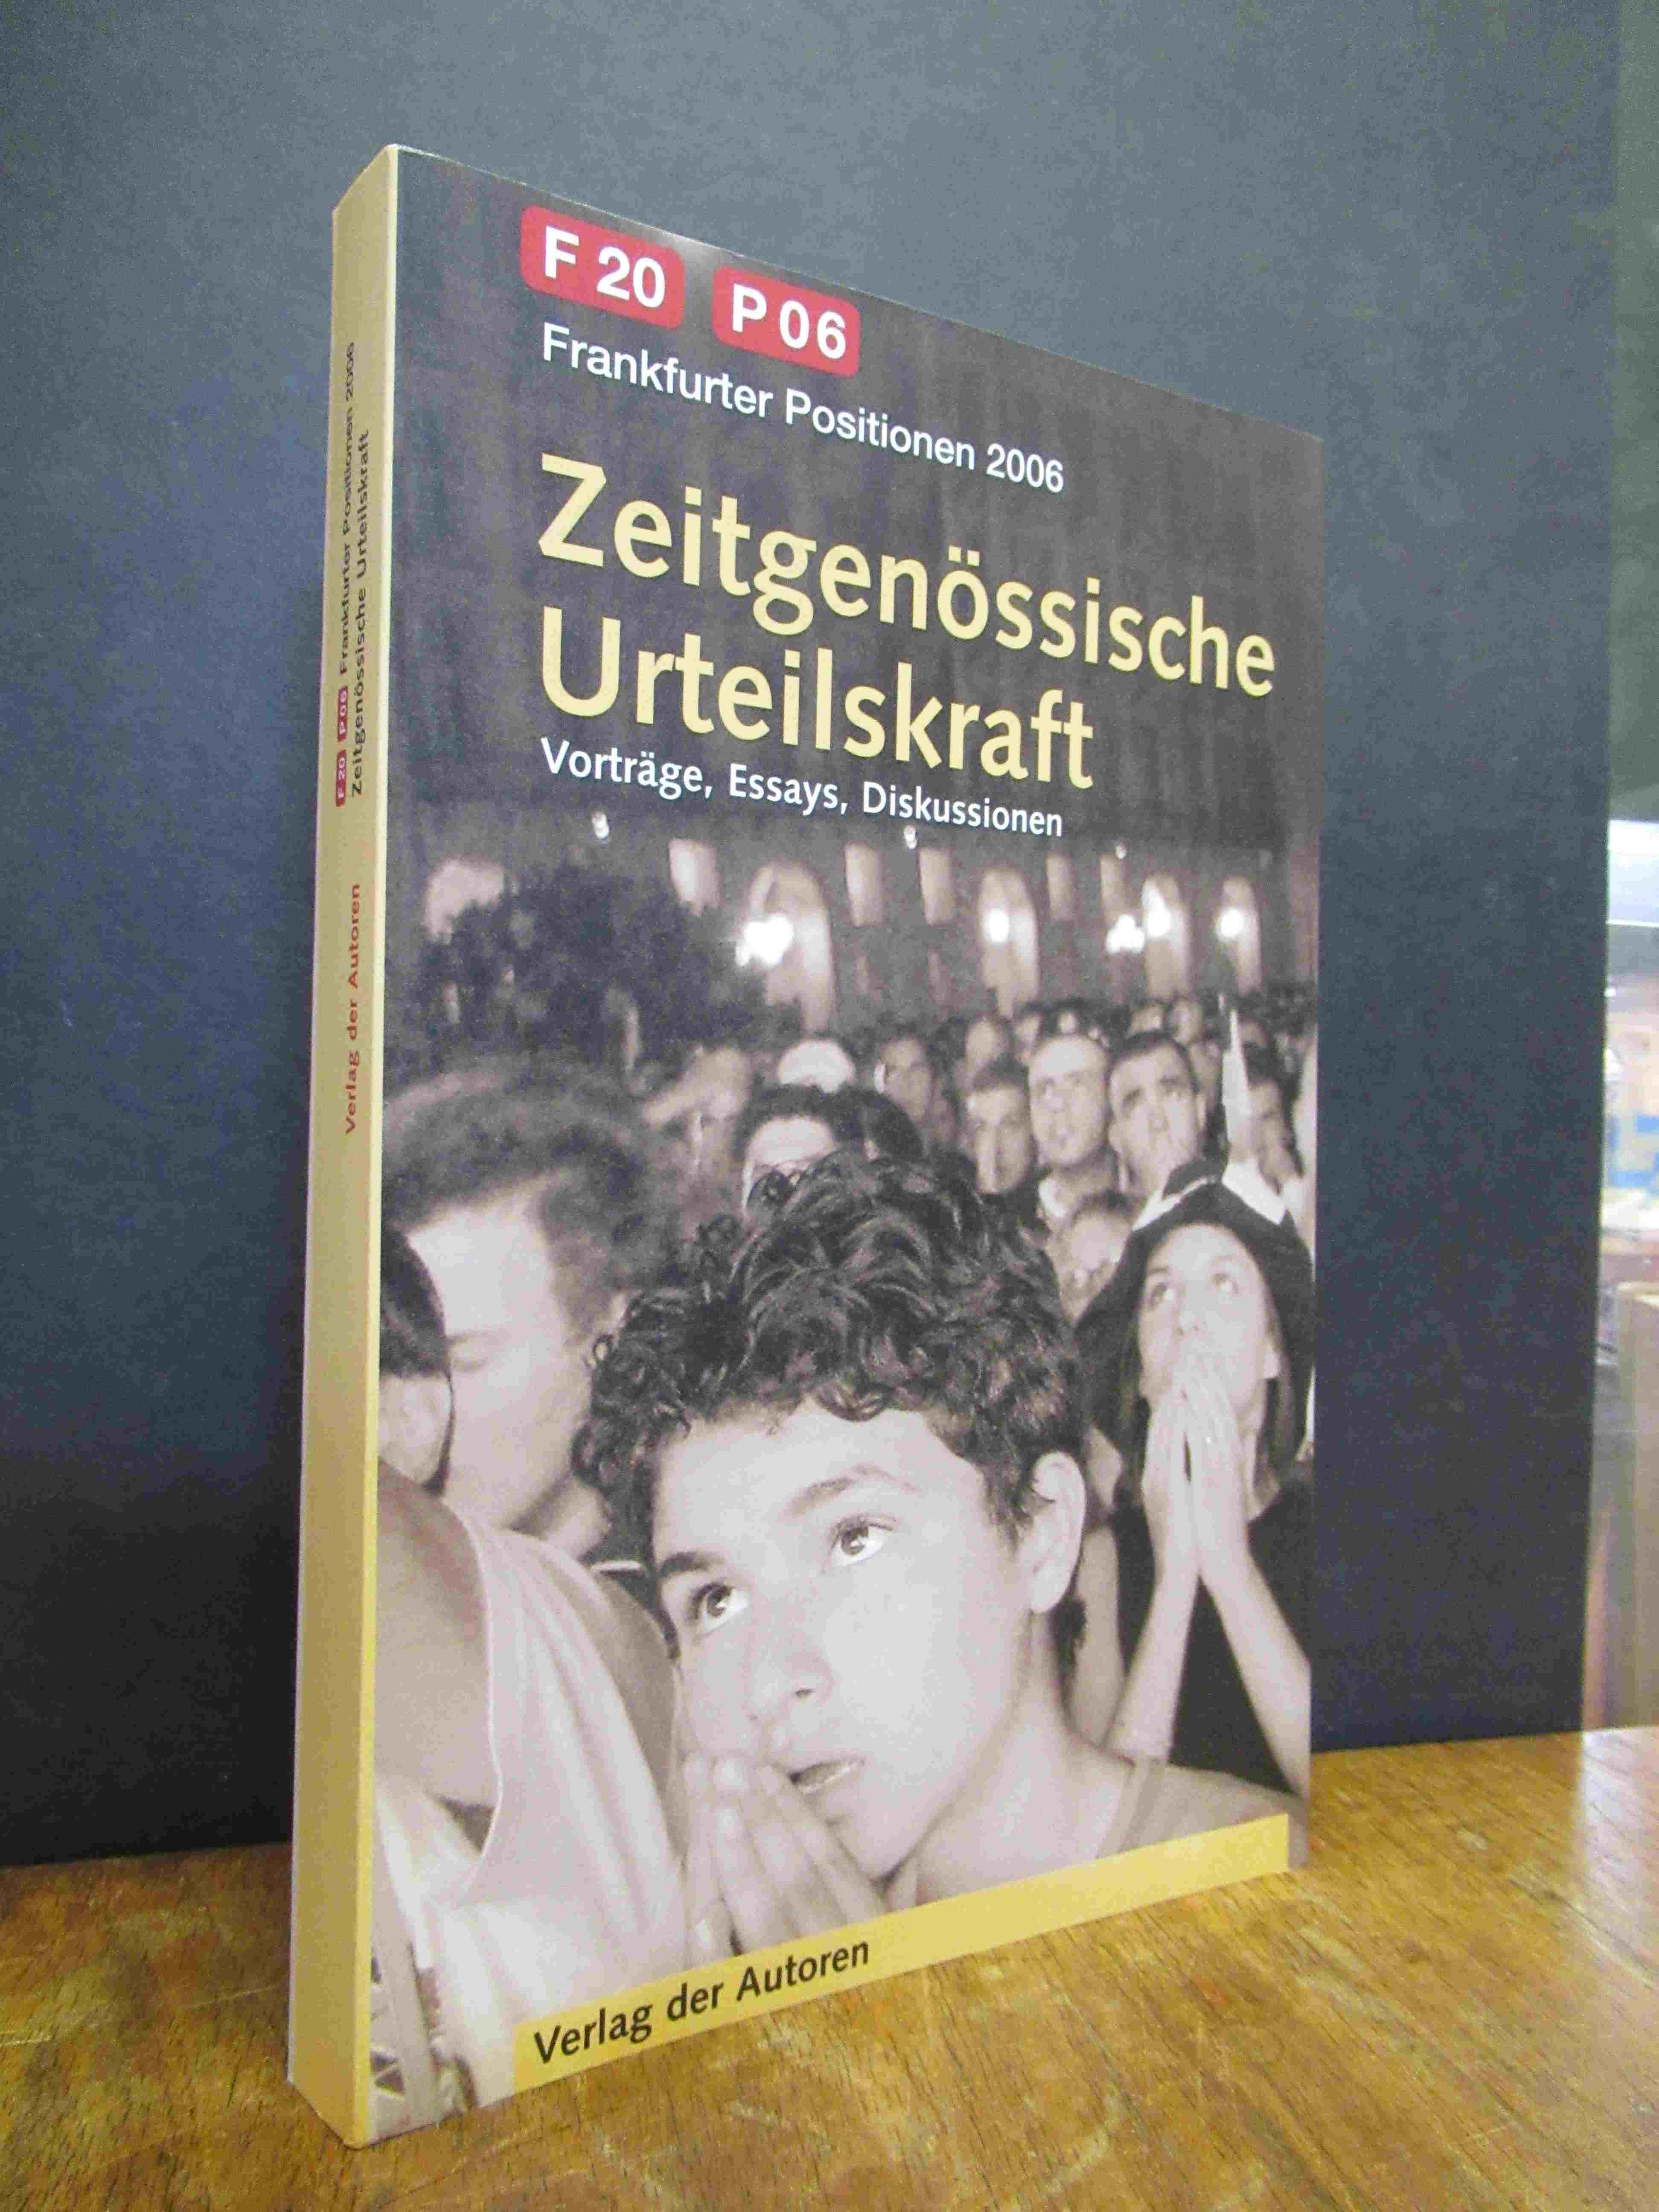 F 20 P 06
Frankfurter Positionen 2006
Zeitgenössische
Urteilskraft
Vorträge, Essays, Diskussionen
Verlag der Autoren
F 20 P 06 Frankfurter Positionen 2006
Zeitgenössische Urteilskraft
Verlag der Autoren